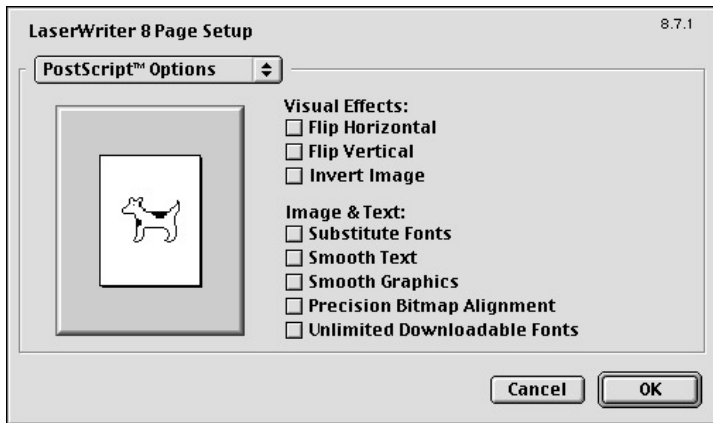 LaserWriter 8 Page Setup
8.7.1
PostScript™ Options
Visual Effects:
Flip Horizontal
Flip Vertical
Invert Image
Image & Text:
Substitute Fonts
Smooth Text
Smooth Graphics
Precision Bitmap Alignment
Unlimited Downloadable Fonts
Cancel
OK